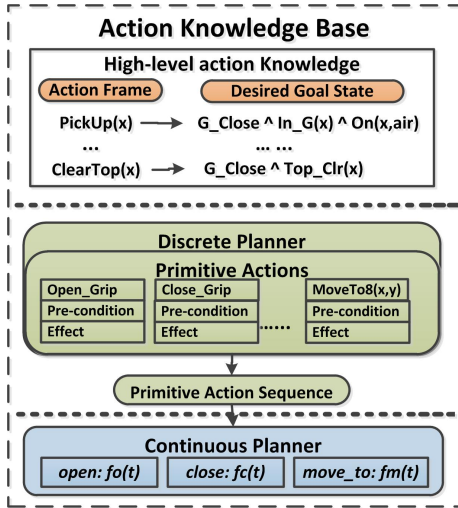 Action Knowledge Base
High-level action Knowledge
Action Frame Desired Goal State
PickUp(x) G_Close ^ In_G(x) ^ On(x,air)
... ... ...
ClearTop(x) G_Close ^ Top_Clr(x)
Discrete Planner
Primitive Actions
Open_Grip Close_Grip MoveTo8(x,y)
Pre-condition Pre-condition Pre-condition
Effect Effect ...... Effect
Primitive Action Sequence
Continuous Planner
open: fo(t) close: fc(t) move_to: fm(t)